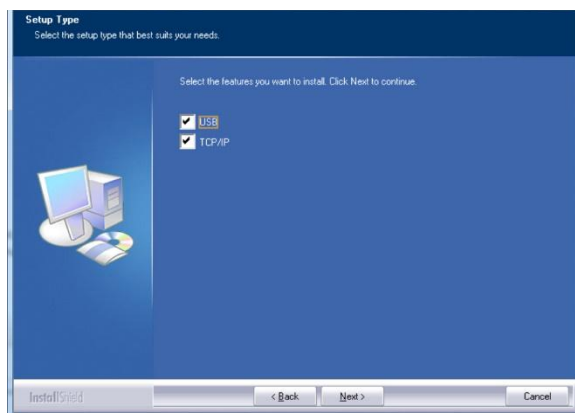 Setup Type
Select the setup type that best suits your needs.
Select the features you want to install. Click Next to continue.
USB
TCP/IP
InstallShield
< Back
Next >
Cancel